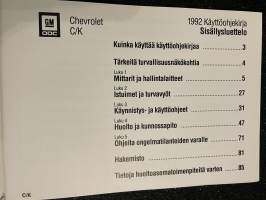 GM
ODC
Chevrolet
C/K
1992 Käyttöohjekirja
Sisällysluettelo
Kuinka käyttää käyttöohjekirjaa 3
Tärkeitä turvallisuusnäkökohtia 4
Luku 1
Mittarit ja hallintalaitteet 5
Luku 2
Istuimet ja turvavyöt 27
Luku 3
Käynnistys- ja käyttöohjeet 31
Luku 4
Huolto ja kunnossapito 47
Luku 5
Ohjeita ongelmatilanteiden varalle 71
Hakemisto 81
Tietoja huoltoasematoimenpiteitä varten 85
C/K